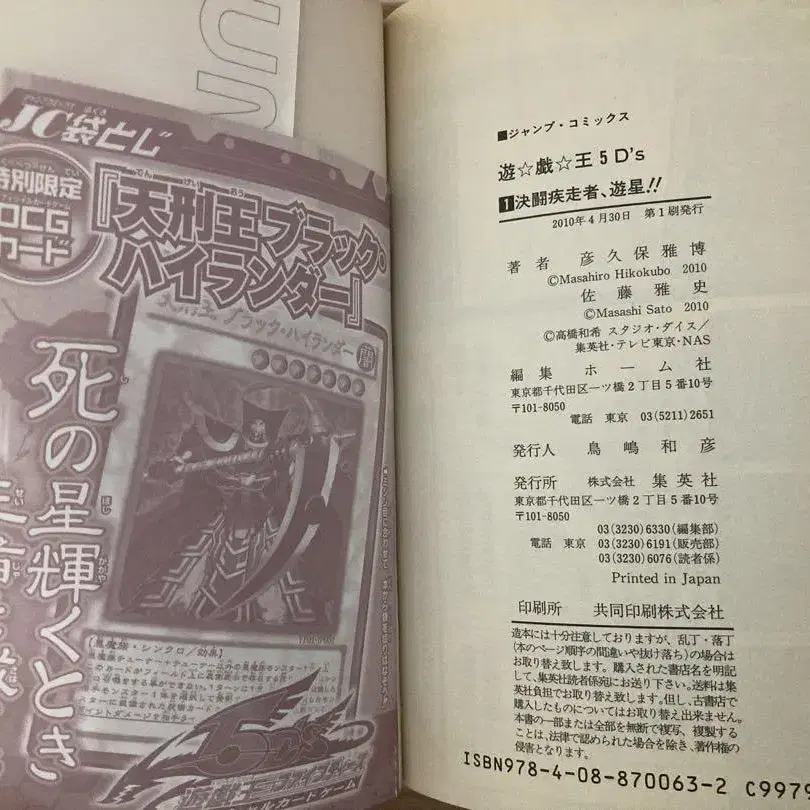 JC袋とじ
特別限定
OCG
カード
『天刑王 ブラック・
ハイランダー』
天刑王 ブラック・ハイランダー
闇
死の星輝くとき
遊戯王ファイブディーズ
カードゲーム
■ジャンプ・コミックス
遊☆戯☆王5D's
1決闘疾走者、遊星!!
2010年4月30日 第1刷発行
著者 彦久保雅博
©Masahiro Hikokubo 2010
佐藤雅史
©Masashi Sato 2010
©高橋和希 スタジオ・ダイス/
集英社・テレビ東京・NAS
編集 ホーム社
東京都千代田区一ツ橋2丁目5番10号
〒101-8050
電話 東京 03(5211)2651
発行人 鳥嶋和彦
発行所 株式会社 集英社
東京都千代田区一ツ橋2丁目5番10号
〒101-8050
03(3230)6330(編集部)
電話 東京 03(3230)6191(販売部)
03(3230)6076(読者係)
Printed in Japan
印刷所 共同印刷株式会社
造本には十分注意しておりますが、乱丁・落丁
(本のページ順序の間違いや抜け落ち)の場合は
お取り替え致します。購入された書店名を明記
して、集英社読者係宛にお送り下さい。送料は集
英社負担でお取り替え致します。但し、古書店で
購入したものについてはお取り替え出来ません。
本書の一部または全部を無断で複写、複製する
ことは、法律で認められた場合を除き、著作権の
侵害となります。
ISBN978-4-08-870063-2 C9979